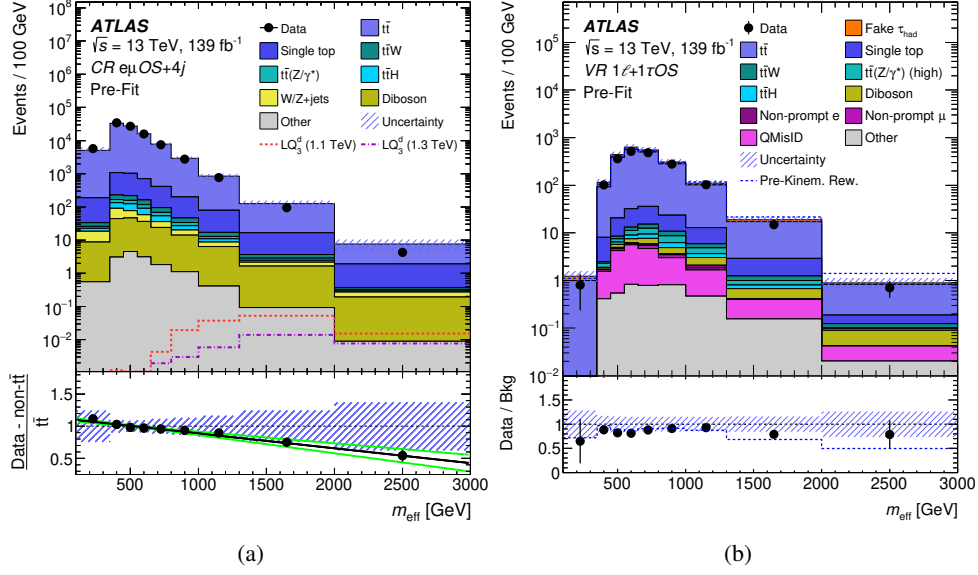 ATLAS
√s = 13 TeV, 139 fb⁻¹
CR eμOS+4j
Pre-Fit
Data
tt̄
Single top
tt̄W
tt̄(Z/γ*)
tt̄H
W/Z+jets
Diboson
Other
Uncertainty
LQ₃ᵈ (1.1 TeV)
LQ₃ᵈ (1.3 TeV)
Events / 100 GeV
10⁸
10⁷
10⁶
10⁵
10⁴
10³
10²
10
1
10⁻¹
10⁻²
Data - non-tt̄
tt̄
1.5
1
0.5
500 1000 1500 2000 2500 3000
m_eff [GeV]
(a)
ATLAS
√s = 13 TeV, 139 fb⁻¹
VR 1ℓ+1τOS
Pre-Fit
Data
Fake τ_had
tt̄
Single top
tt̄W
tt̄(Z/γ*) (high)
tt̄H
Diboson
Non-prompt e
Non-prompt μ
QMisID
Other
Uncertainty
Pre-Kinem. Rew.
Events / 100 GeV
10⁶
10⁵
10⁴
10³
10²
10
1
10⁻¹
10⁻²
Data / Bkg
1.5
1
0.5
0
500 1000 1500 2000 2500 3000
m_eff [GeV]
(b)